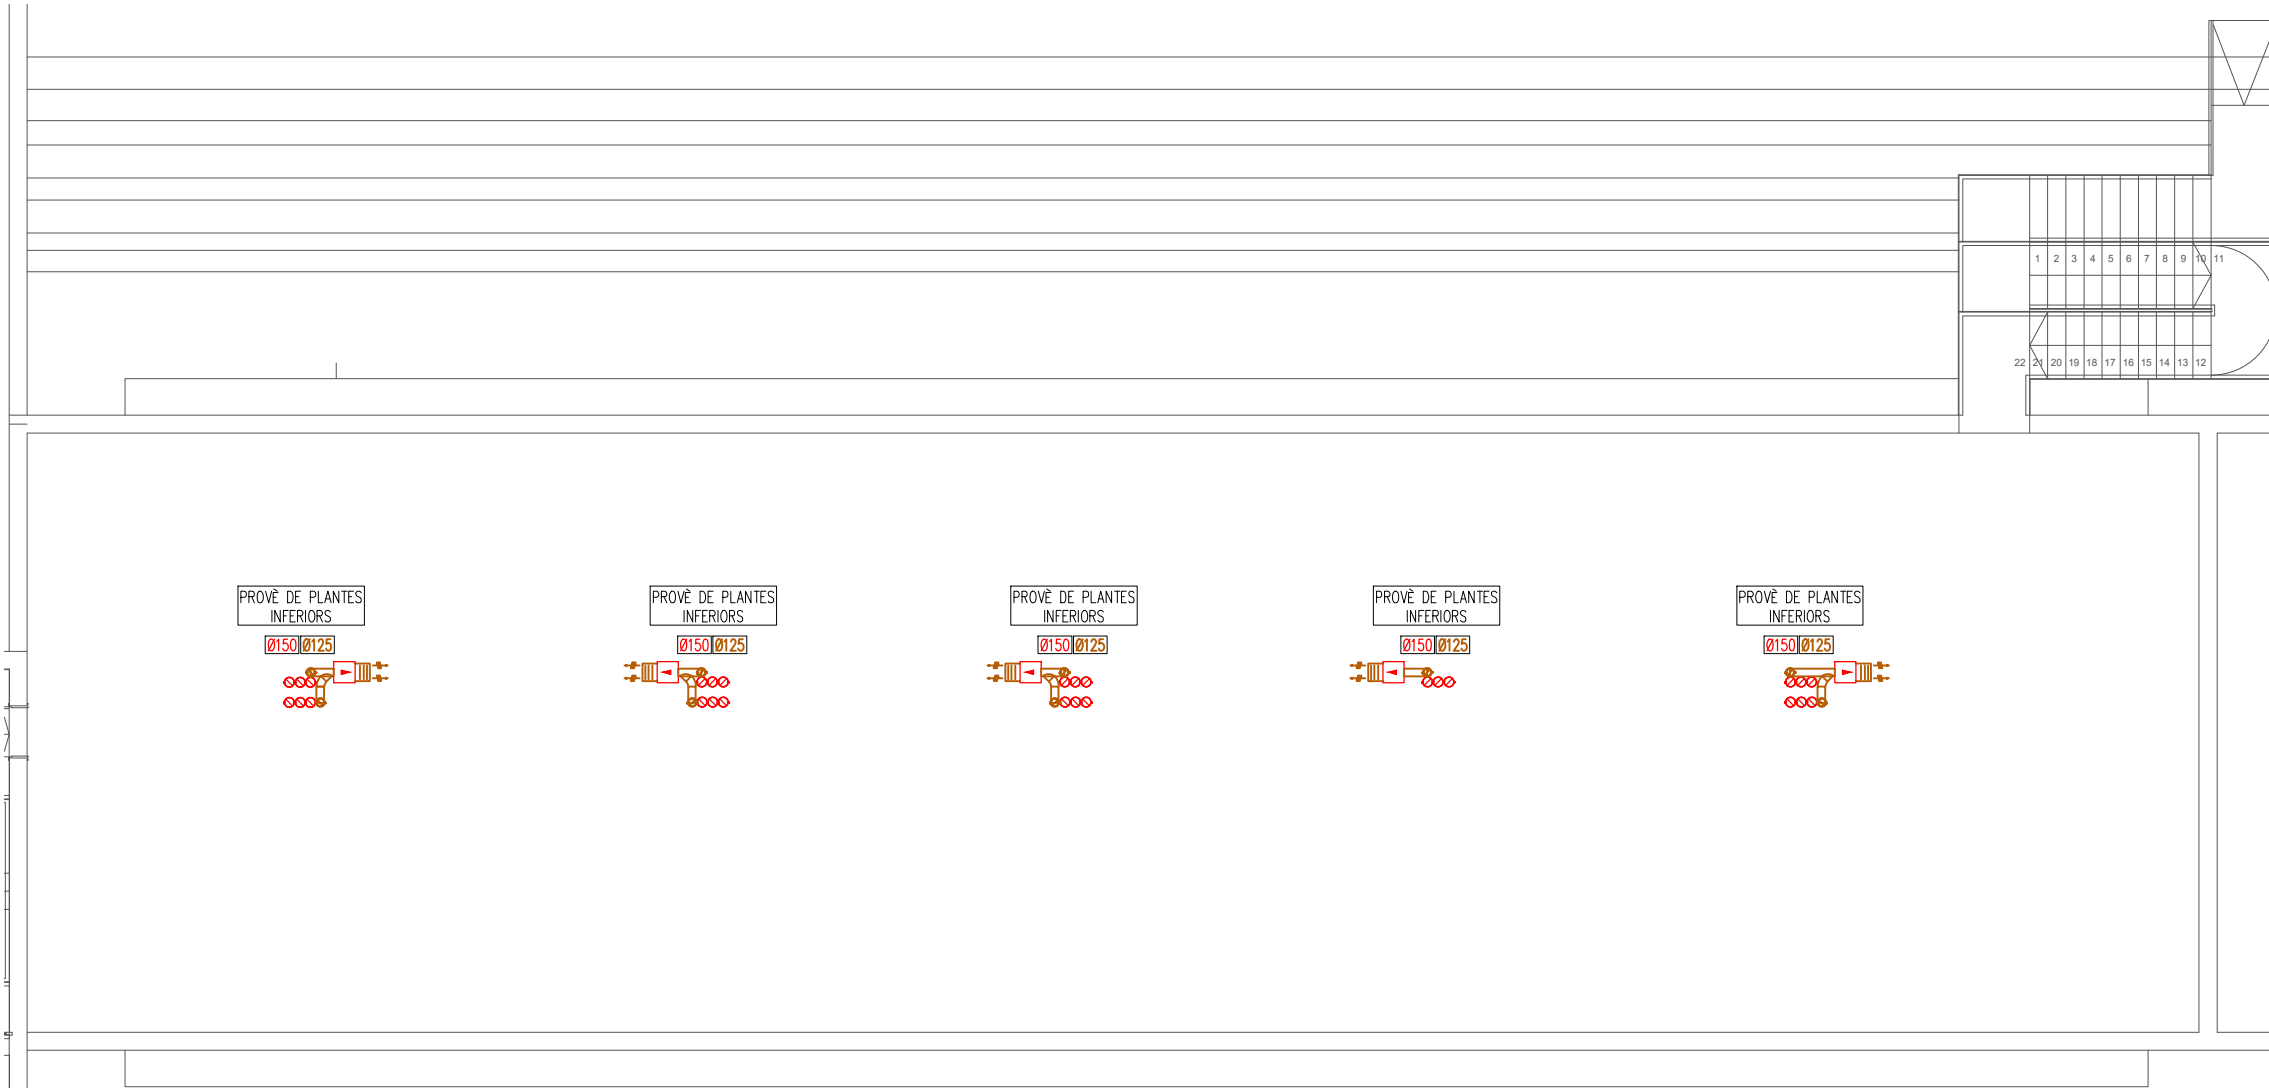 1 2 3 4 5 6 7 8 9 10 11
22 21 20 19 18 17 16 15 14 13 12
PROVÈ DE PLANTES
INFERIORS
Ø150 Ø125
PROVÈ DE PLANTES
INFERIORS
Ø150 Ø125
PROVÈ DE PLANTES
INFERIORS
Ø150 Ø125
PROVÈ DE PLANTES
INFERIORS
Ø150 Ø125
PROVÈ DE PLANTES
INFERIORS
Ø150 Ø125